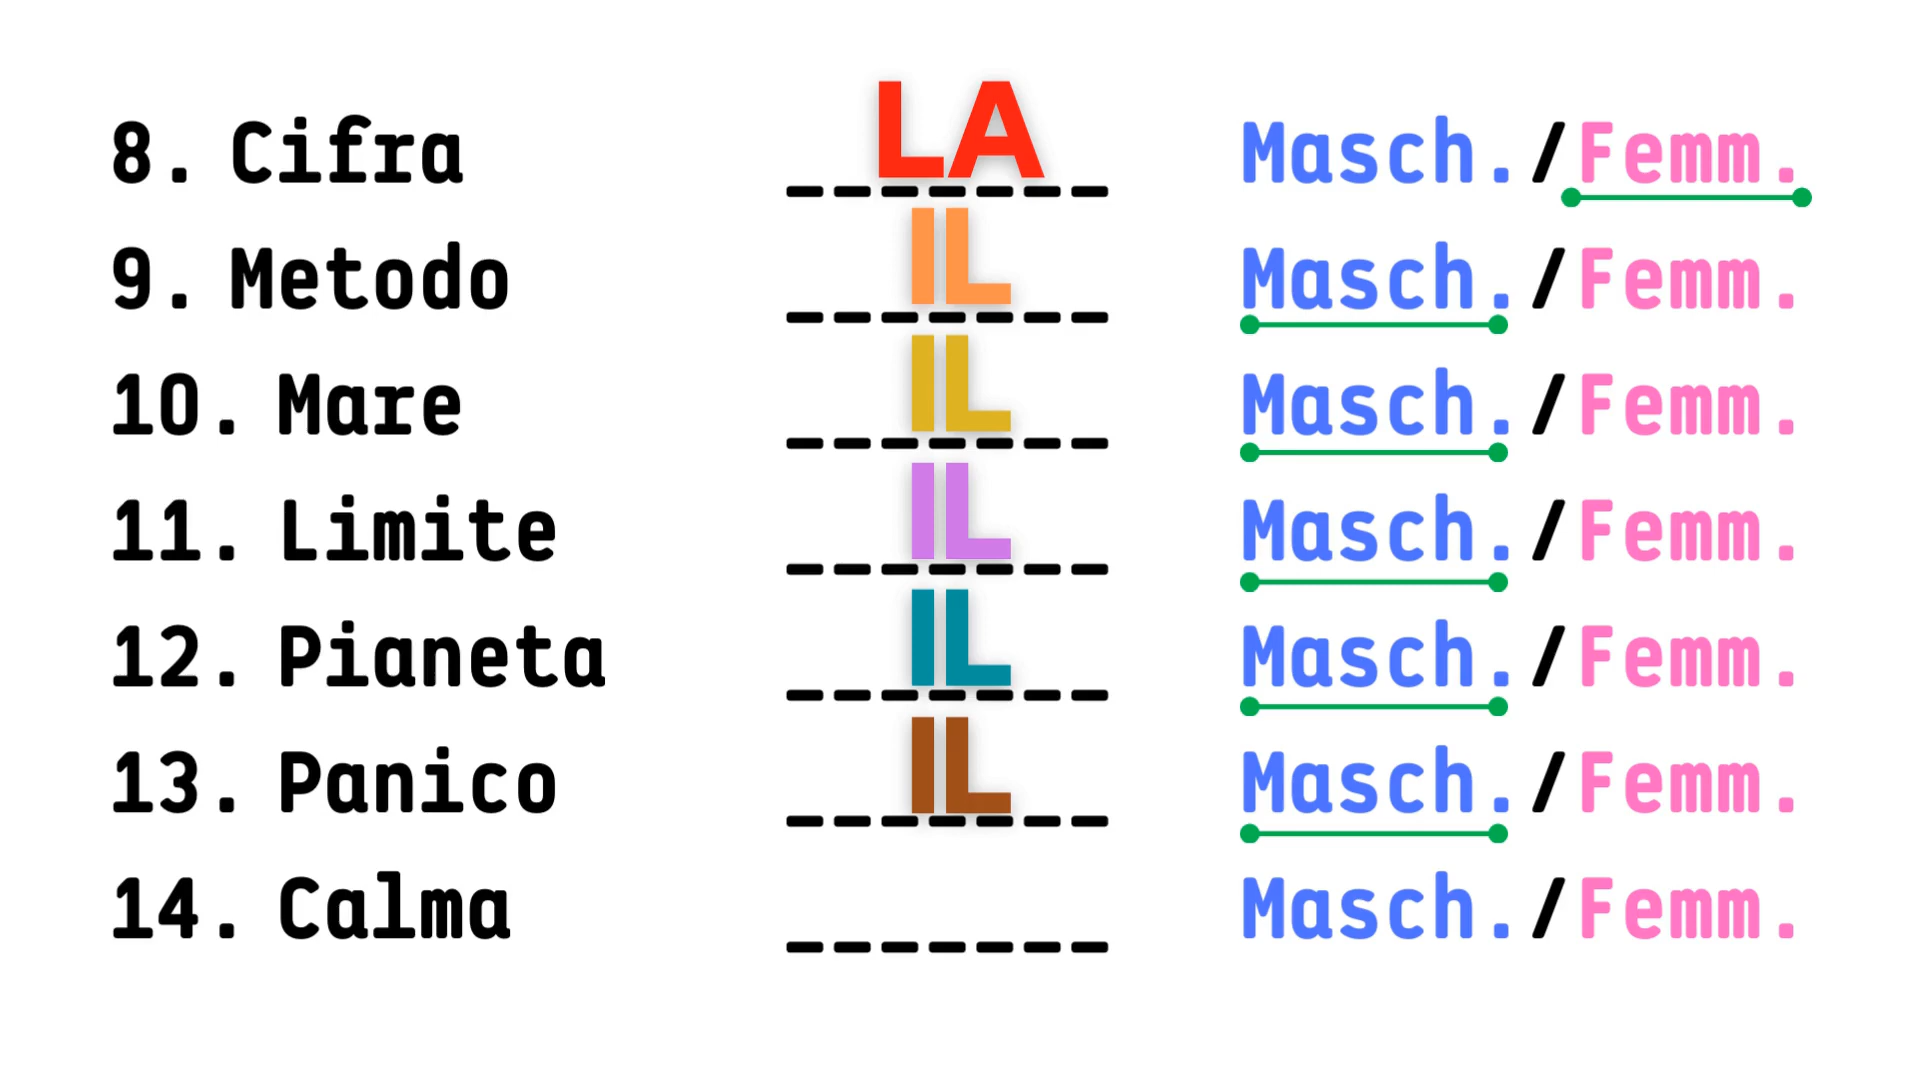 8. Cifra LA Masch./Femm.
9. Metodo IL Masch./Femm.
10. Mare IL Masch./Femm.
11. Limite IL Masch./Femm.
12. Pianeta IL Masch./Femm.
13. Panico IL Masch./Femm.
14. Calma ______ Masch./Femm.